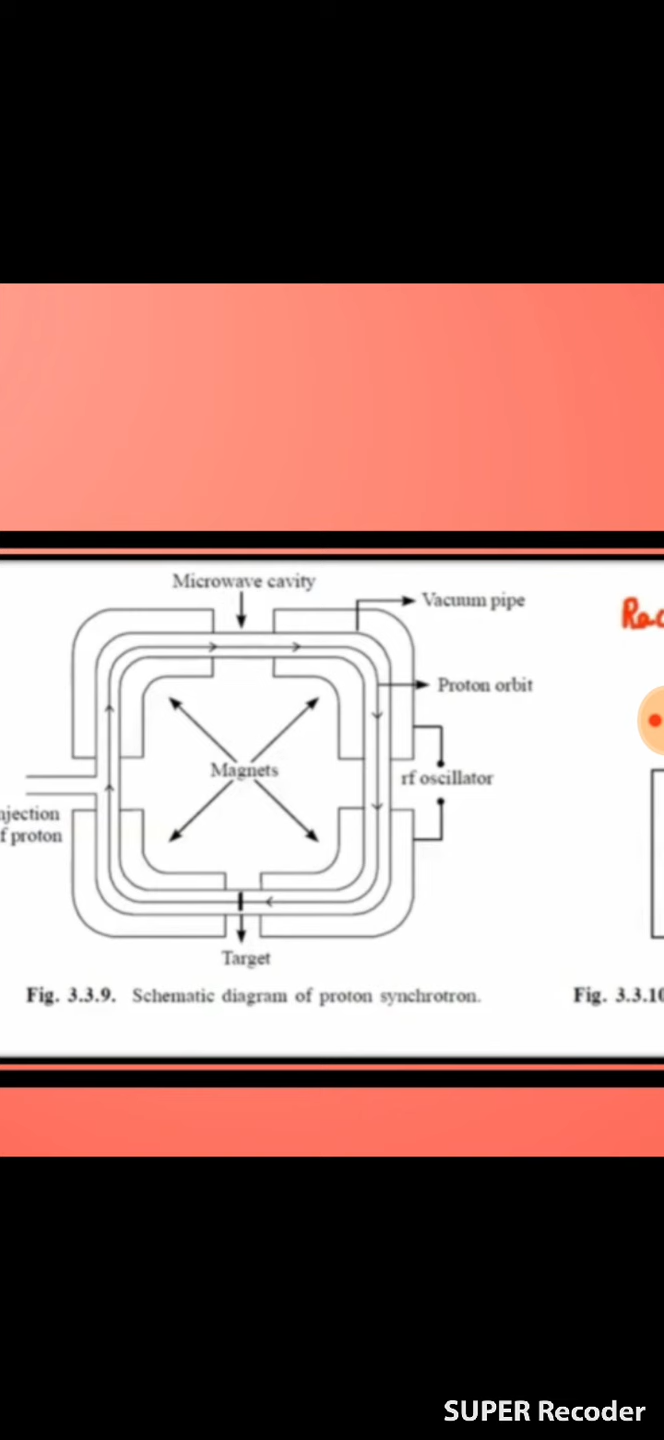 Microwave cavity
Vacuum pipe
Proton orbit
Magnets
rf oscillator
njection
f proton
Target
Fig. 3.3.9. Schematic diagram of proton synchrotron.
Fig. 3.3.10
SUPER Recoder